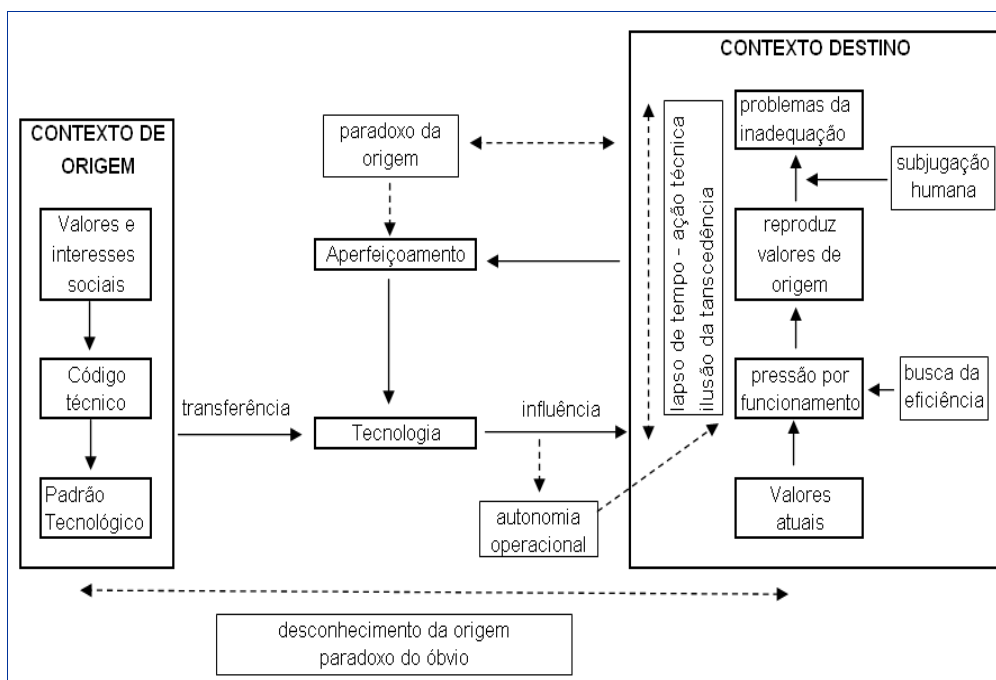 CONTEXTO DE
ORIGEM
Valores e
interesses
sociais
Código
técnico
Padrão
Tecnológico
transferência
paradoxo da
origem
Aperfeiçoamento
Tecnologia
influência
autonomia
operacional
CONTEXTO DESTINO
lapso de tempo - ação técnica
ilusão da tanscedência
problemas da
inadequação
subjugação
humana
reproduz
valores de
origem
pressão por
funcionamento
busca da
eficiência
Valores
atuais
desconhecimento da origem
paradoxo do óbvio